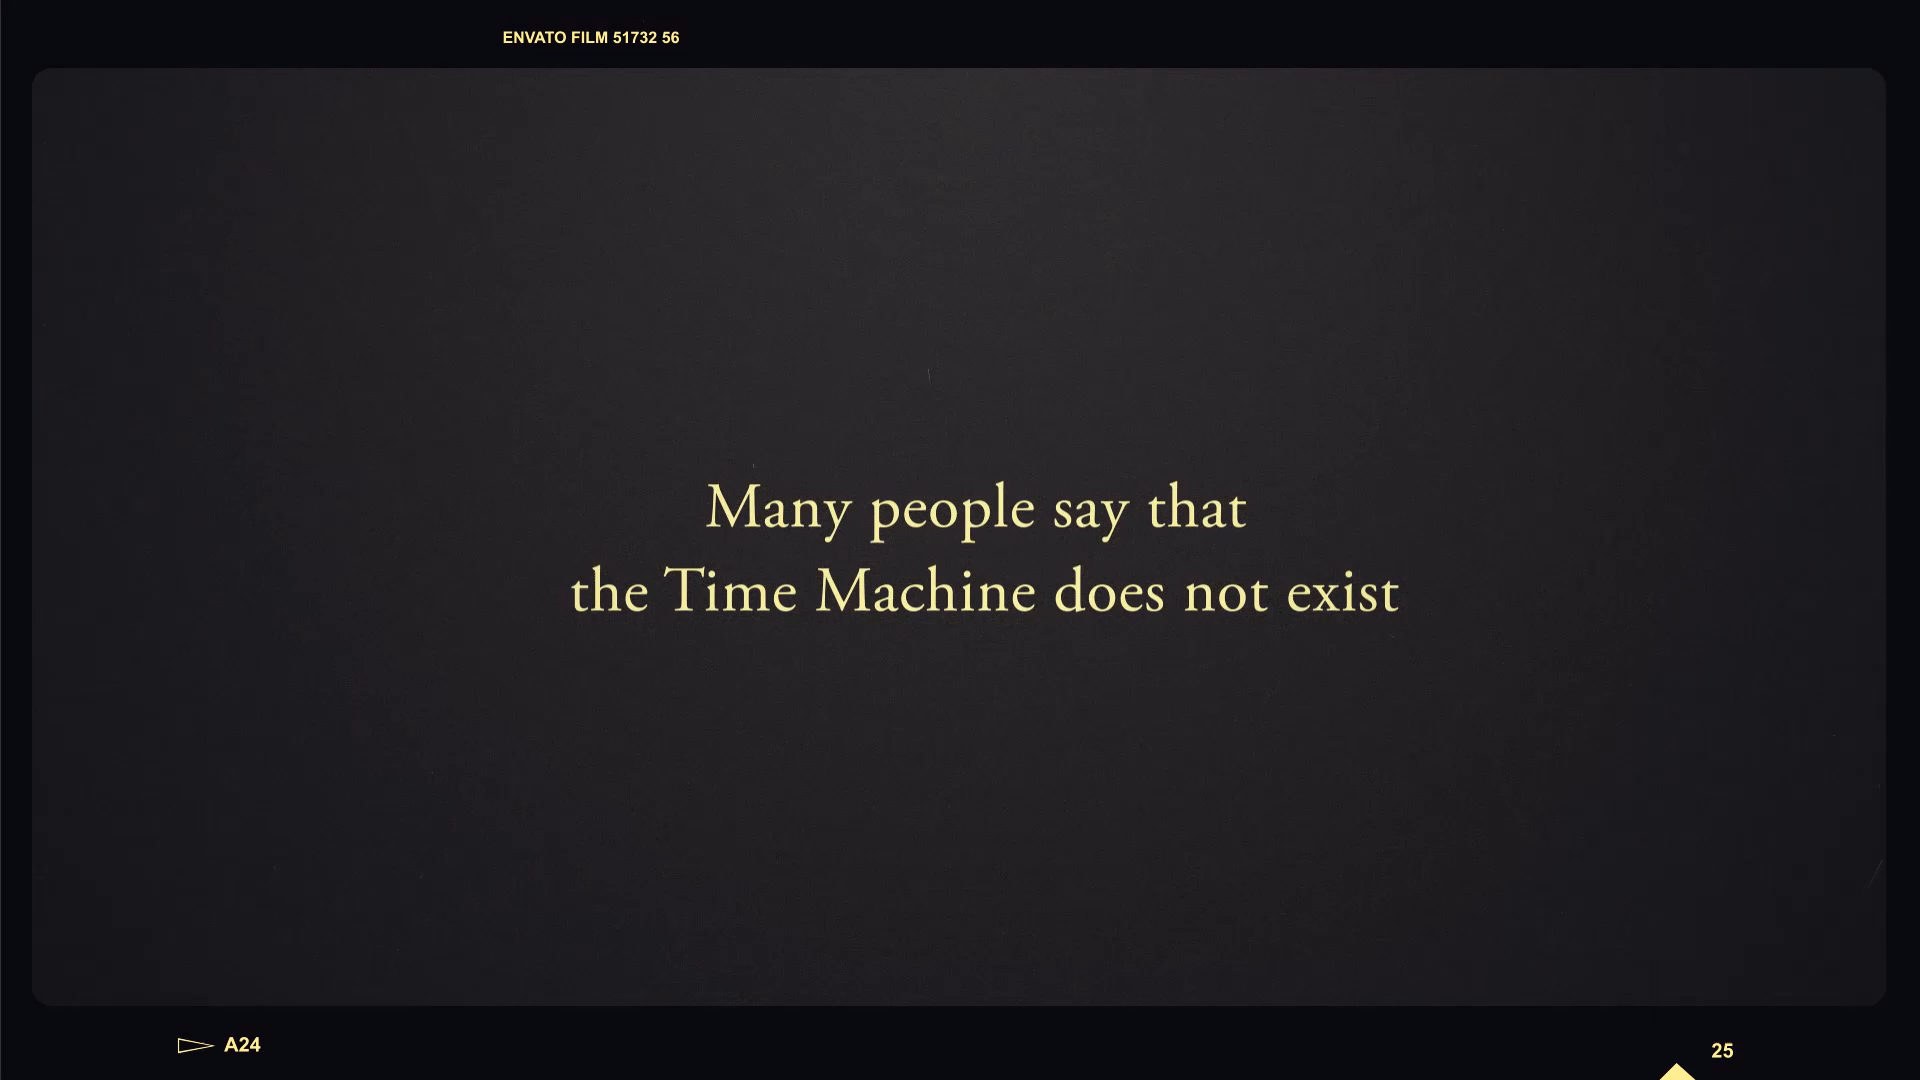 ENVATO FILM 51732 56
Many people say that
the Time Machine does not exist
A24
25